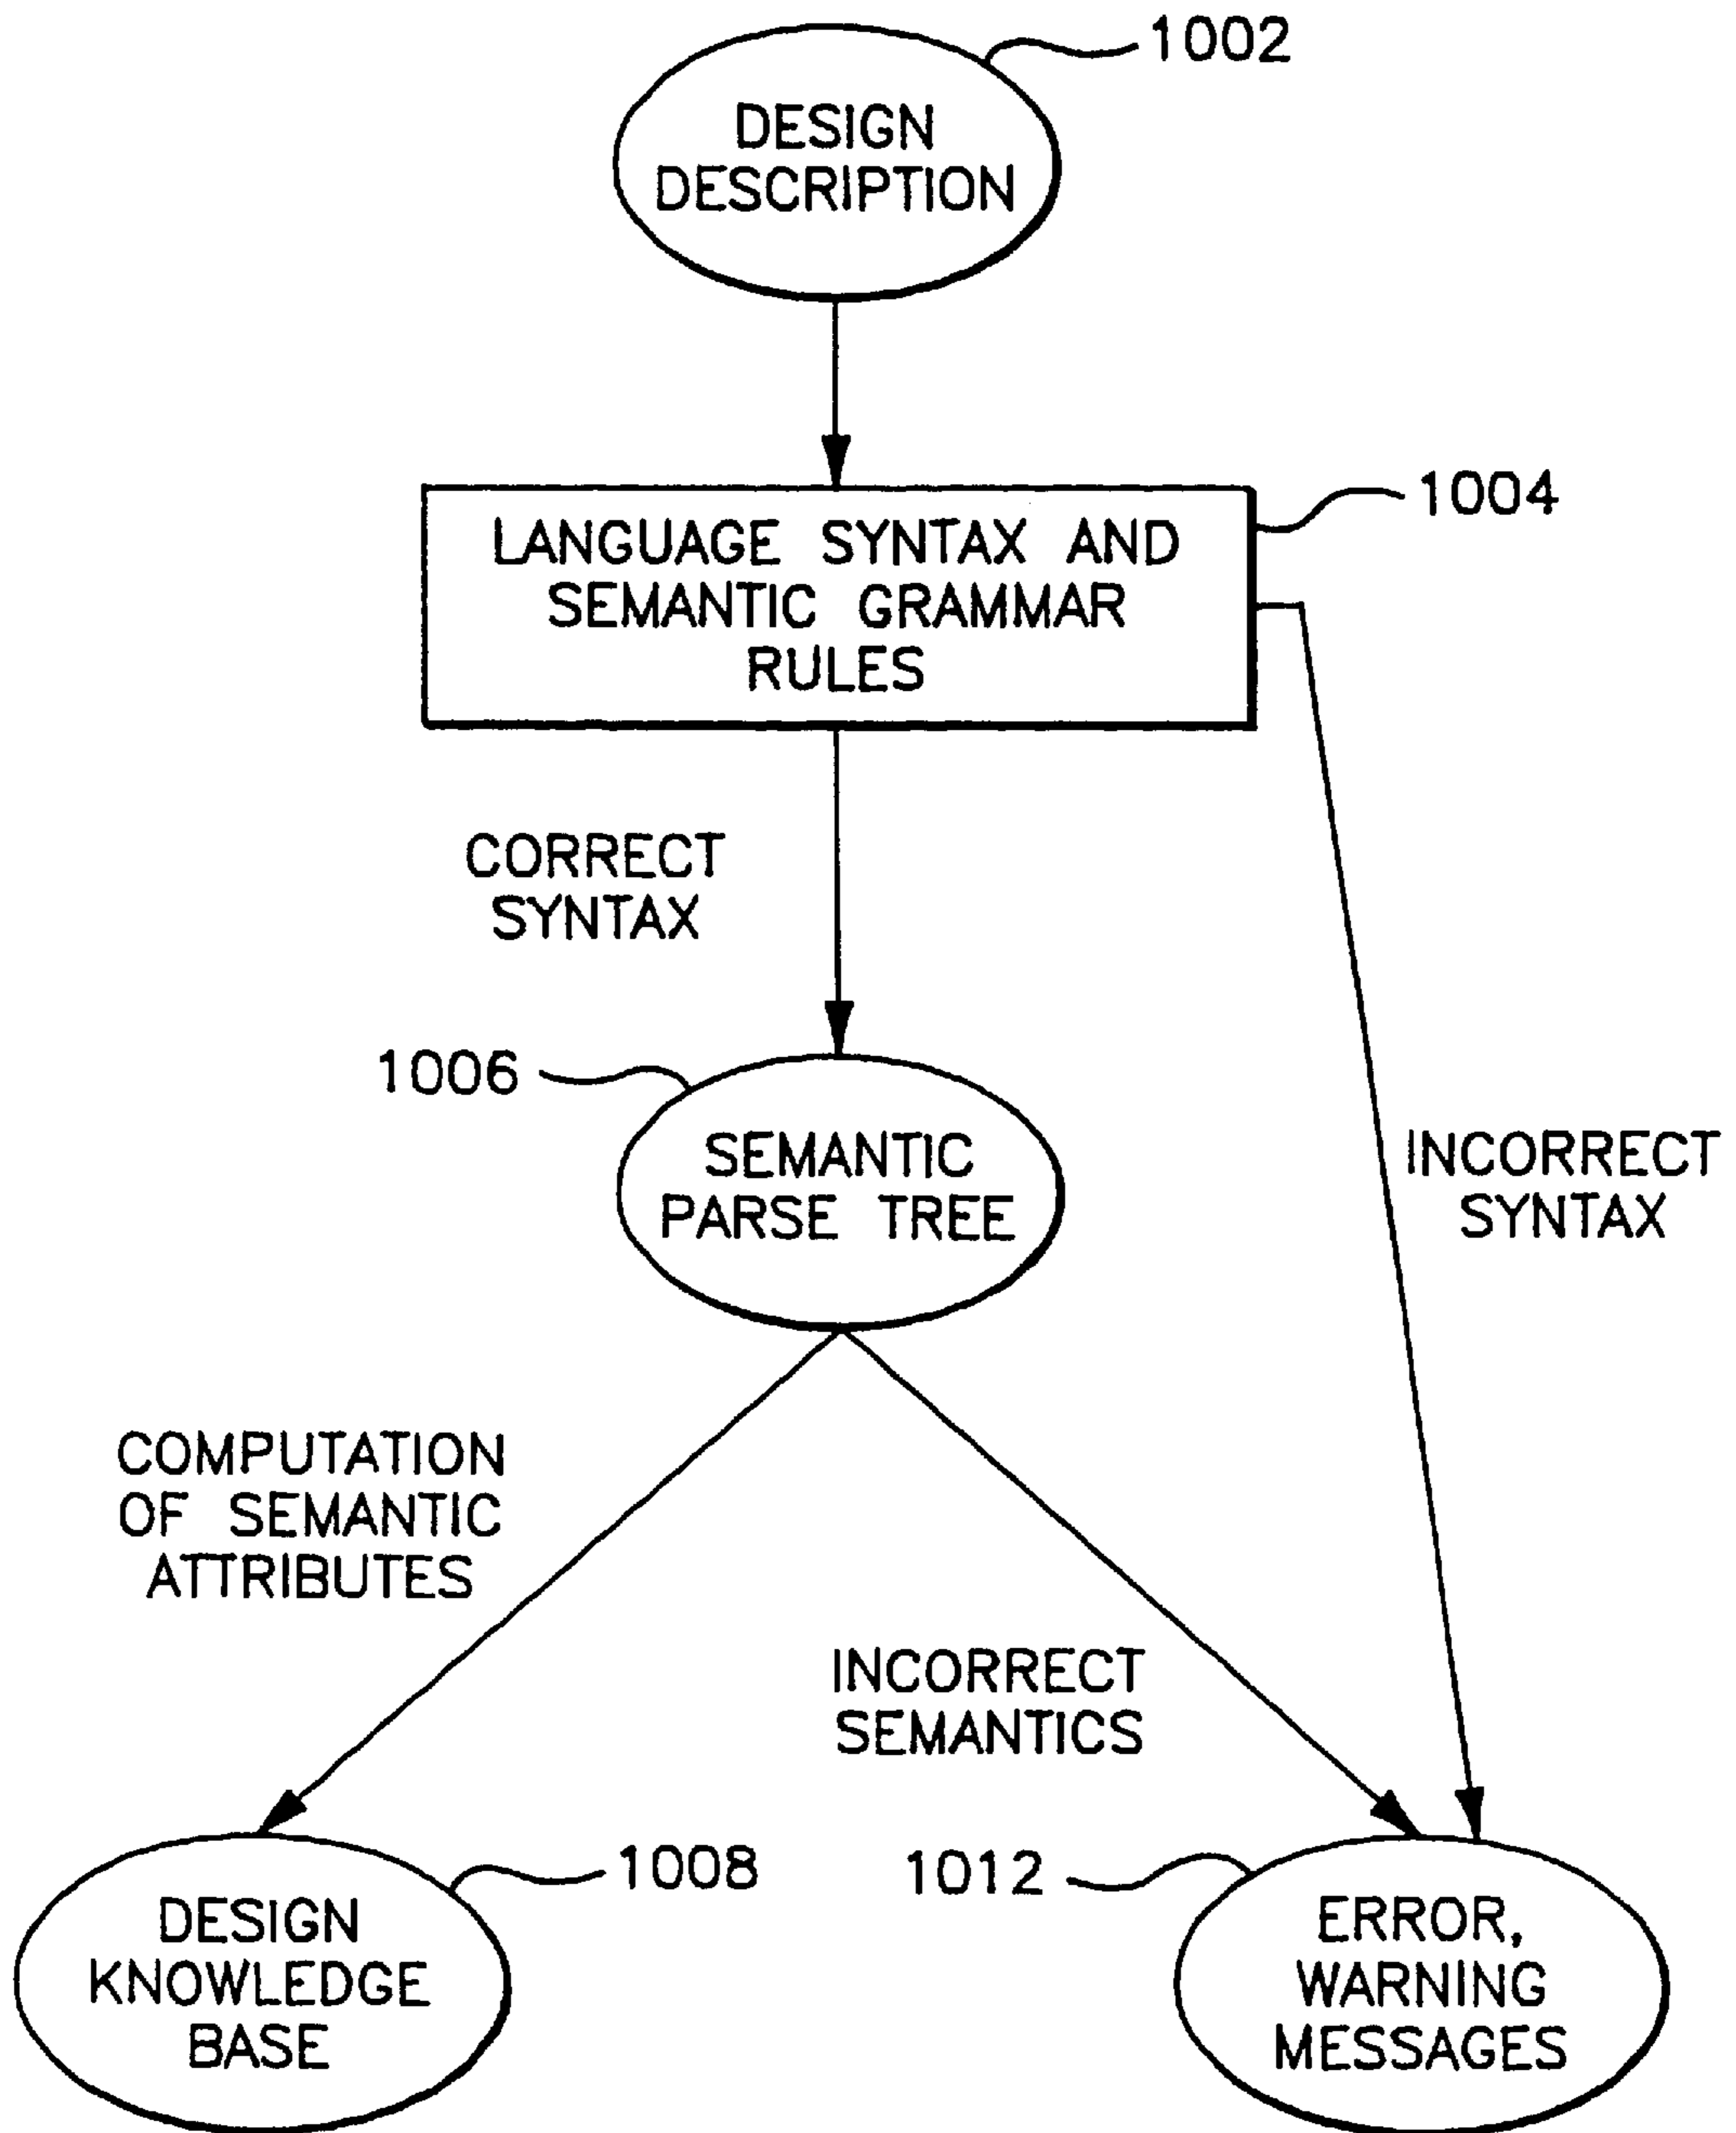 1002
DESIGN
DESCRIPTION
1004
LANGUAGE SYNTAX AND
SEMANTIC GRAMMAR
RULES
CORRECT
SYNTAX
1006
SEMANTIC
PARSE TREE
INCORRECT
SYNTAX
COMPUTATION
OF SEMANTIC
ATTRIBUTES
INCORRECT
SEMANTICS
1008
1012
DESIGN
KNOWLEDGE
BASE
ERROR,
WARNING
MESSAGES